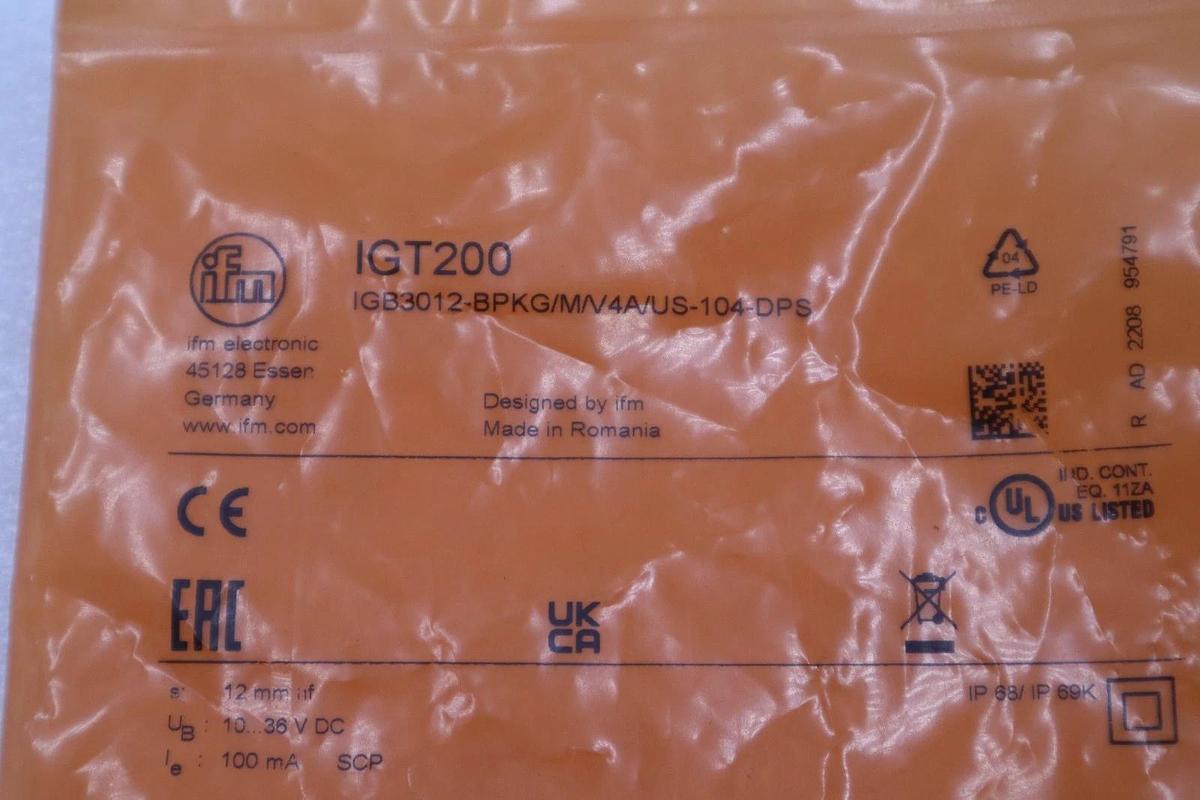 ifm
IGT200
IGB3012-BPKG/M/V4A/US-104-DPS
ifm electronic
45128 Essen
Germany
www.ifm.com
Designed by ifm
Made in Romania
04
PE-LD
R AD 2208 954791
CE
C UL US LISTED
IND. CONT.
EQ. 11ZA
EAC
UK
CA
s: 12 mm nf
UB : 10...36 V DC
Ie : 100 mA SCP
IP 68/ IP 69K